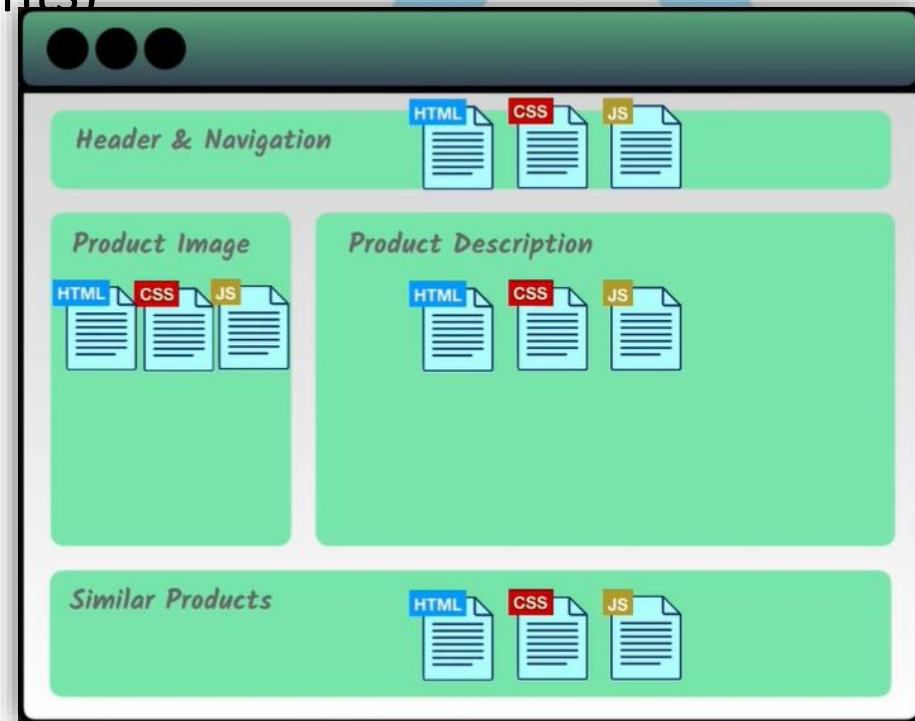 Header & Navigation
HTML CSS JS
Product Image
HTML CSS JS
Product Description
HTML CSS JS
Similar Products
HTML CSS JS